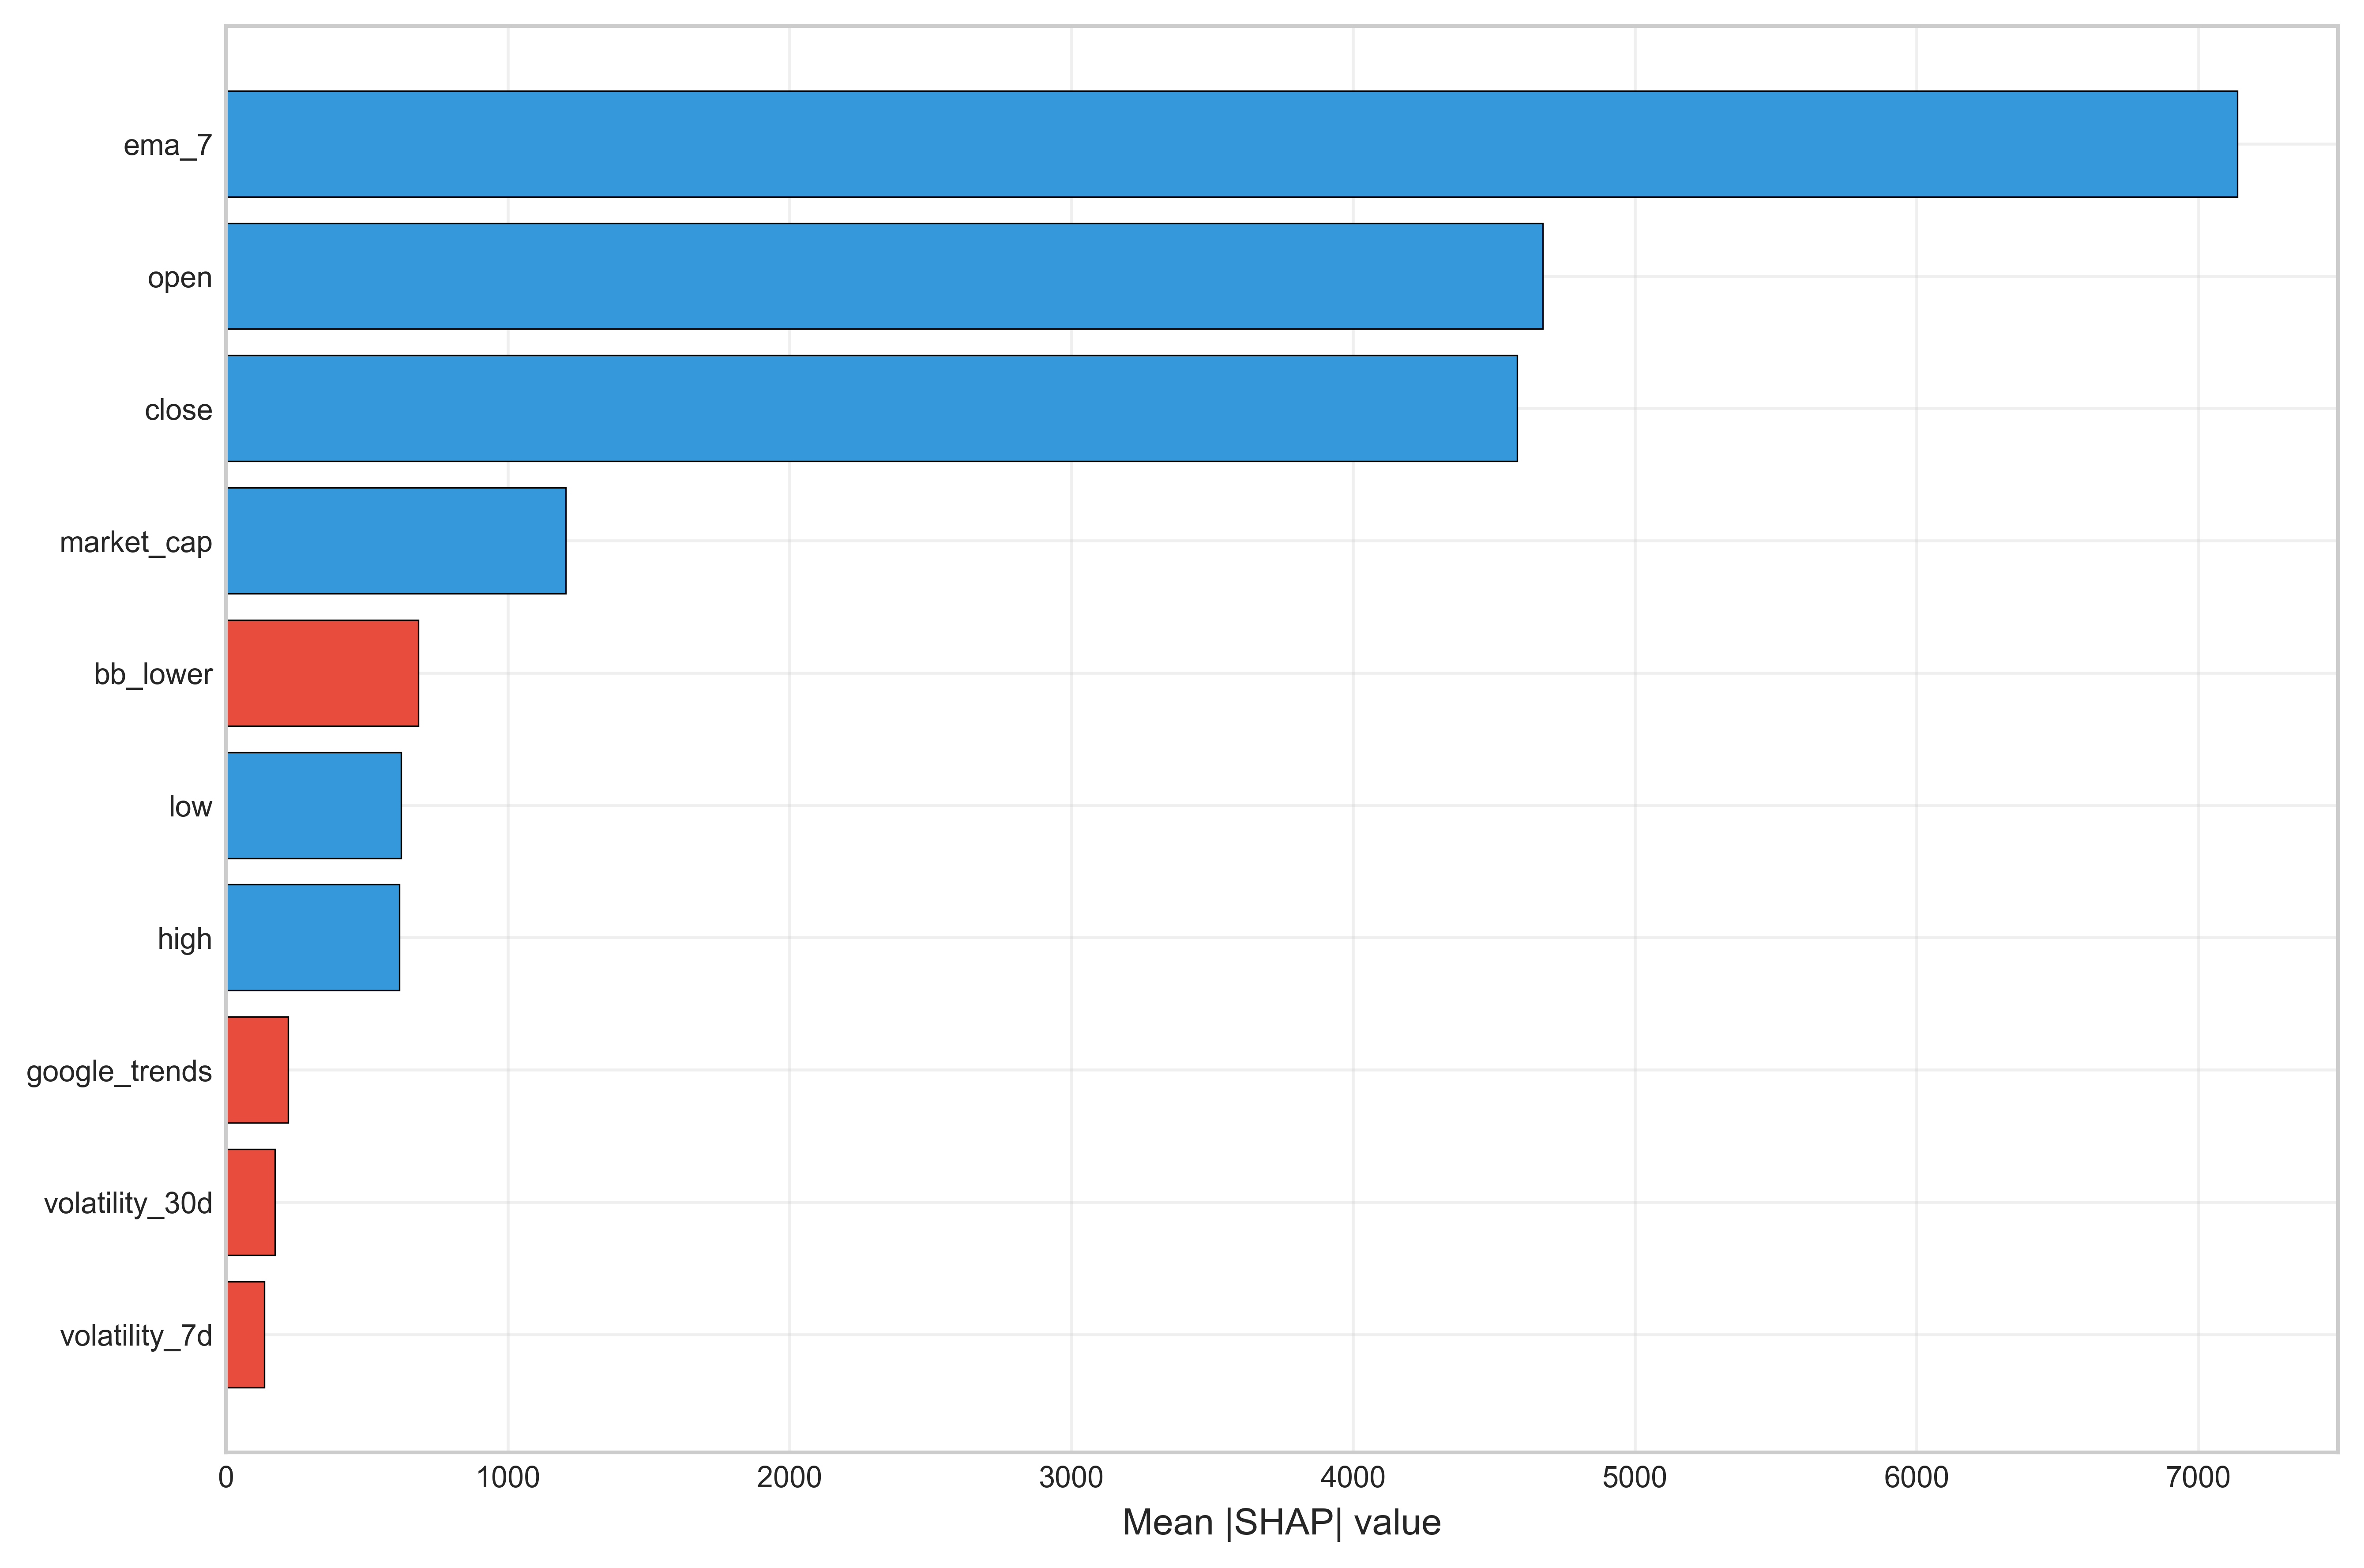 ema_7
open
close
market_cap
bb_lower
low
high
google_trends
volatility_30d
volatility_7d
0 1000 2000 3000 4000 5000 6000 7000
Mean |SHAP| value